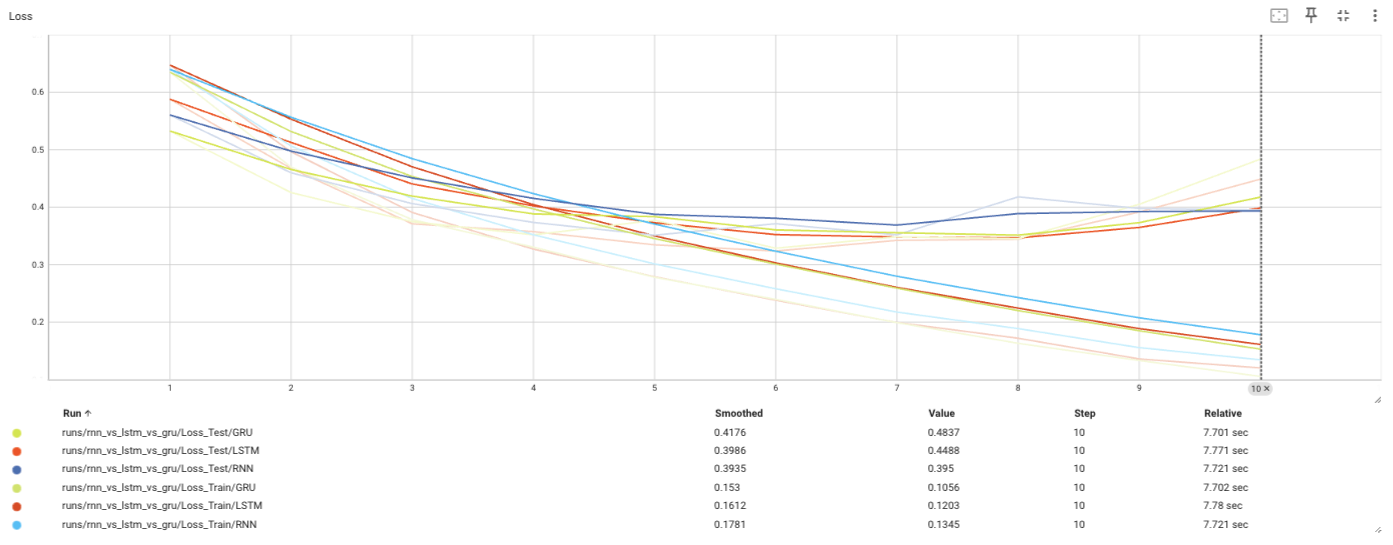 Loss
0.6
0.5
0.4
0.3
0.2
1 2 3 4 5 6 7 8 9 10
Run Smoothed Value Step Relative
runs/rnn_vs_lstm_vs_gru/Loss_Test/GRU 0.4176 0.4837 10 7.701 sec
runs/rnn_vs_lstm_vs_gru/Loss_Test/LSTM 0.3986 0.4488 10 7.771 sec
runs/rnn_vs_lstm_vs_gru/Loss_Test/RNN 0.3935 0.395 10 7.721 sec
runs/rnn_vs_lstm_vs_gru/Loss_Train/GRU 0.153 0.1056 10 7.702 sec
runs/rnn_vs_lstm_vs_gru/Loss_Train/LSTM 0.1612 0.1203 10 7.78 sec
runs/rnn_vs_lstm_vs_gru/Loss_Train/RNN 0.1781 0.1345 10 7.721 sec